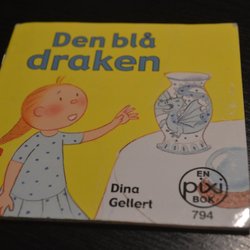 Den blå
draken
Dina
Gellert
EN
pixi
BOK
794